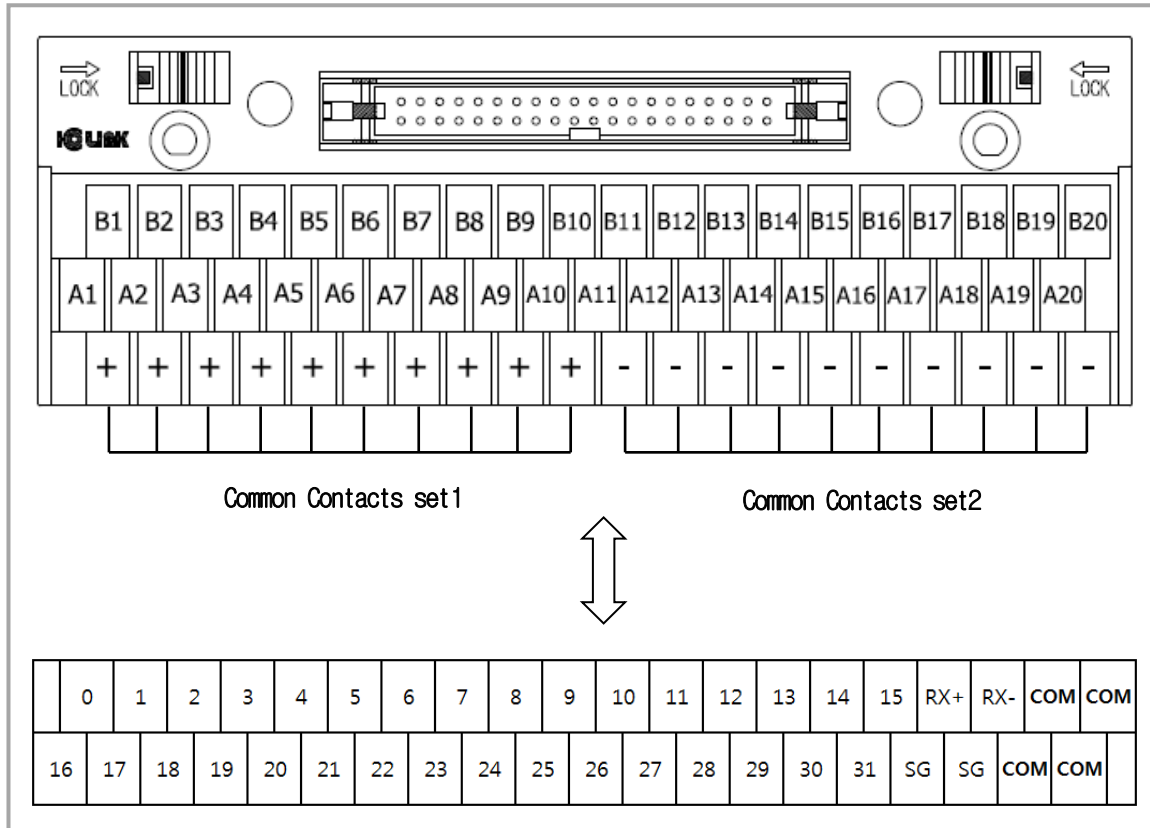 LOCK LOCK
IOLINK
B1 B2 B3 B4 B5 B6 B7 B8 B9 B10 B11 B12 B13 B14 B15 B16 B17 B18 B19 B20
A1 A2 A3 A4 A5 A6 A7 A8 A9 A10 A11 A12 A13 A14 A15 A16 A17 A18 A19 A20
+ + + + + + + + + + - - - - - - - - - -
Common Contacts set1 Common Contacts set2
0 1 2 3 4 5 6 7 8 9 10 11 12 13 14 15 RX+ RX- COM COM
16 17 18 19 20 21 22 23 24 25 26 27 28 29 30 31 SG SG COM COM